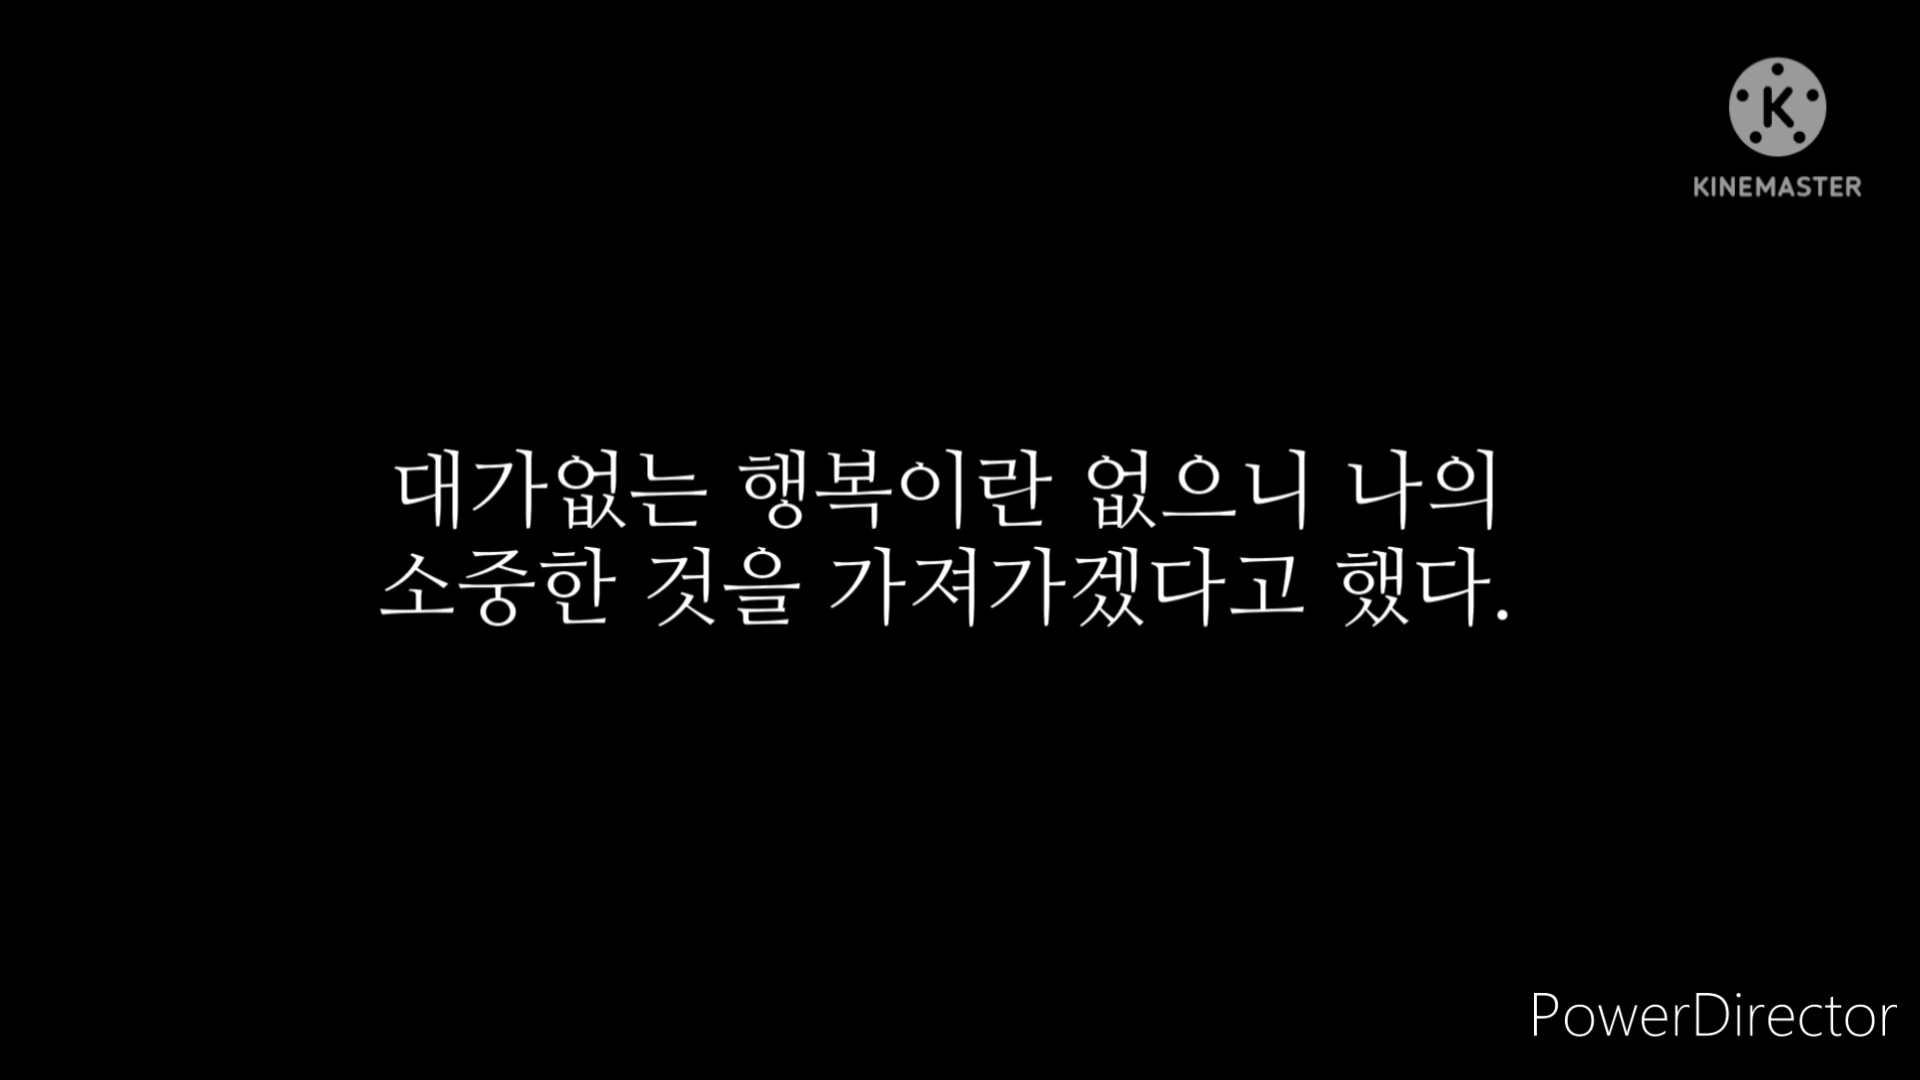 K
KINEMASTER
대가없는 행복이란 없으니 나의
소중한 것을 가져가겠다고 했다.
PowerDirector